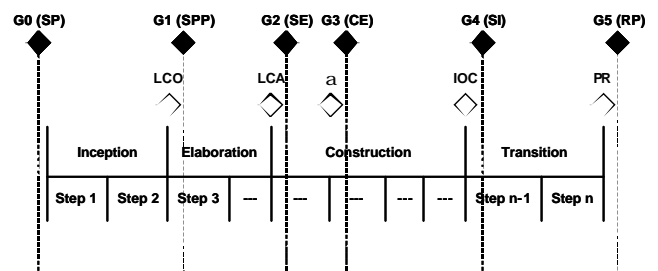 G0 (SP) G1 (SPP) G2 (SE) G3 (CE) G4 (SI) G5 (RP)
LCO LCA a IOC PR
Inception Elaboration Construction Transition
Step 1 Step 2 Step 3 --- --- --- --- --- Step n-1 Step n